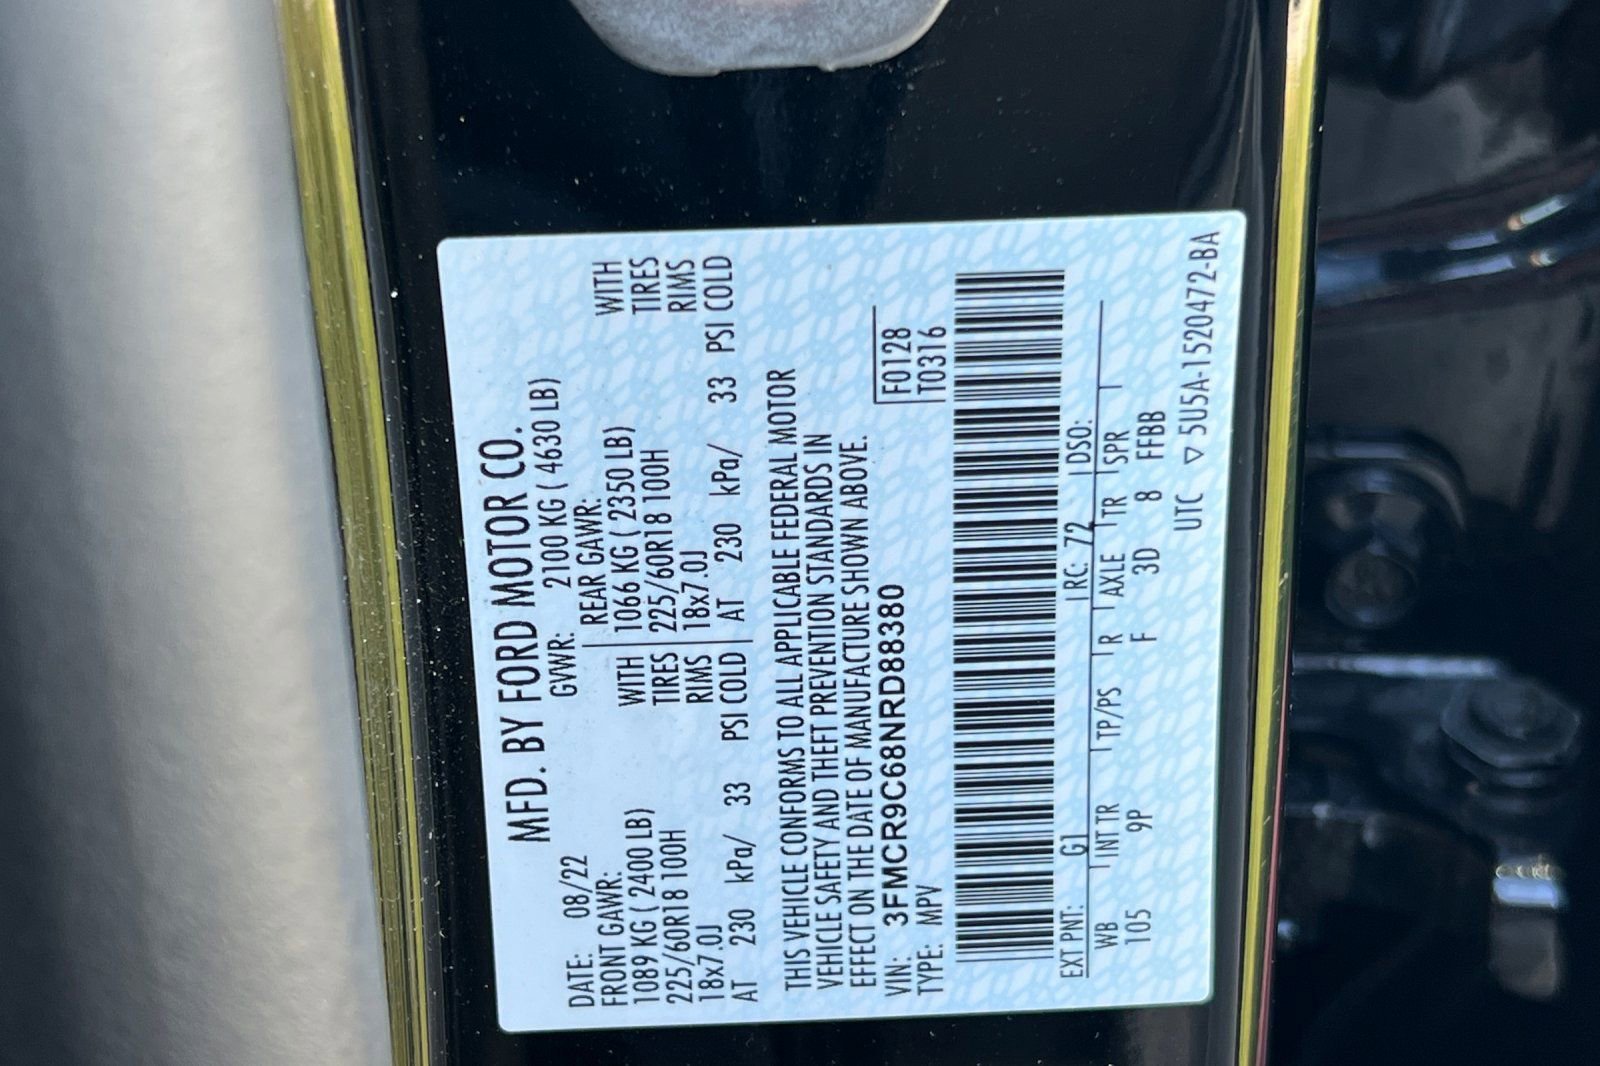 MFD. BY FORD MOTOR CO.
DATE: 08/22 GVWR: 2100 KG ( 4630 LB)
FRONT GAWR: REAR GAWR:
1089 KG ( 2400 LB) WITH 1066 KG ( 2350 LB) WITH
225/60R18 100H TIRES 225/60R18 100H TIRES
18x7.0J RIMS 18x7.0J RIMS
AT 230 kPa/ 33 PSI COLD AT 230 kPa/ 33 PSI COLD
THIS VEHICLE CONFORMS TO ALL APPLICABLE FEDERAL MOTOR
VEHICLE SAFETY AND THEFT PREVENTION STANDARDS IN
EFFECT ON THE DATE OF MANUFACTURE SHOWN ABOVE.
VIN: 3FMCR9C68NRD88380 F0128
TYPE: MPV T0316
EXT PNT: G1 RC: 72 DSO:
WB INT TR TP/PS R AXLE TR SPR
105 9P F 3D 8 FFBB
UTC ▽ 5U5A-1520472-BA